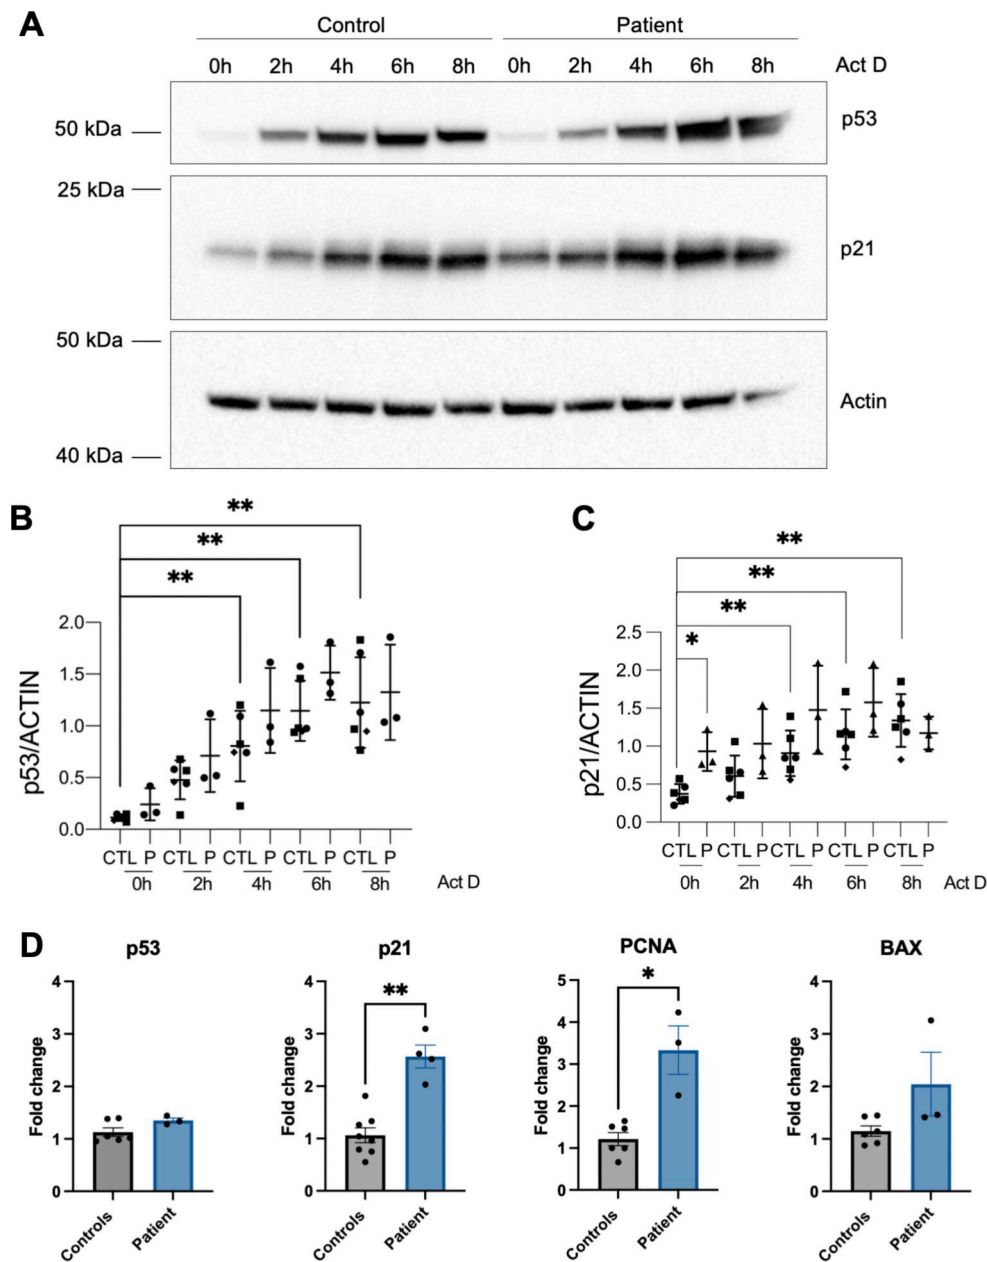 A
Control Patient
0h 2h 4h 6h 8h 0h 2h 4h 6h 8h Act D
50 kDa p53
25 kDa
p21
50 kDa
Actin
40 kDa
B
** ** **
2.0
1.5
1.0
0.5
0.0
p53/ACTIN
CTL P CTL P CTL P CTL P CTL P
0h 2h 4h 6h 8h Act D
C
** ** ** *
2.5
2.0
1.5
1.0
0.5
0.0
p21/ACTIN
CTL P CTL P CTL P CTL P CTL P
0h 2h 4h 6h 8h Act D
D
p53
Fold change
4
3
2
1
0
Controls Patient
p21
Fold change
**
4
3
2
1
0
Controls Patient
PCNA
Fold change
*
5
4
3
2
1
0
Controls Patient
BAX
Fold change
4
3
2
1
0
Controls Patient